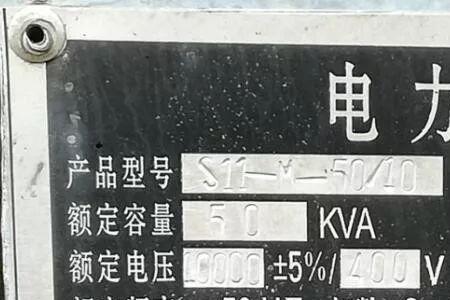 电力
产品型号 S11-M-50/10
额定容量 50 KVA
额定电压 10000 ±5%/ 400 V